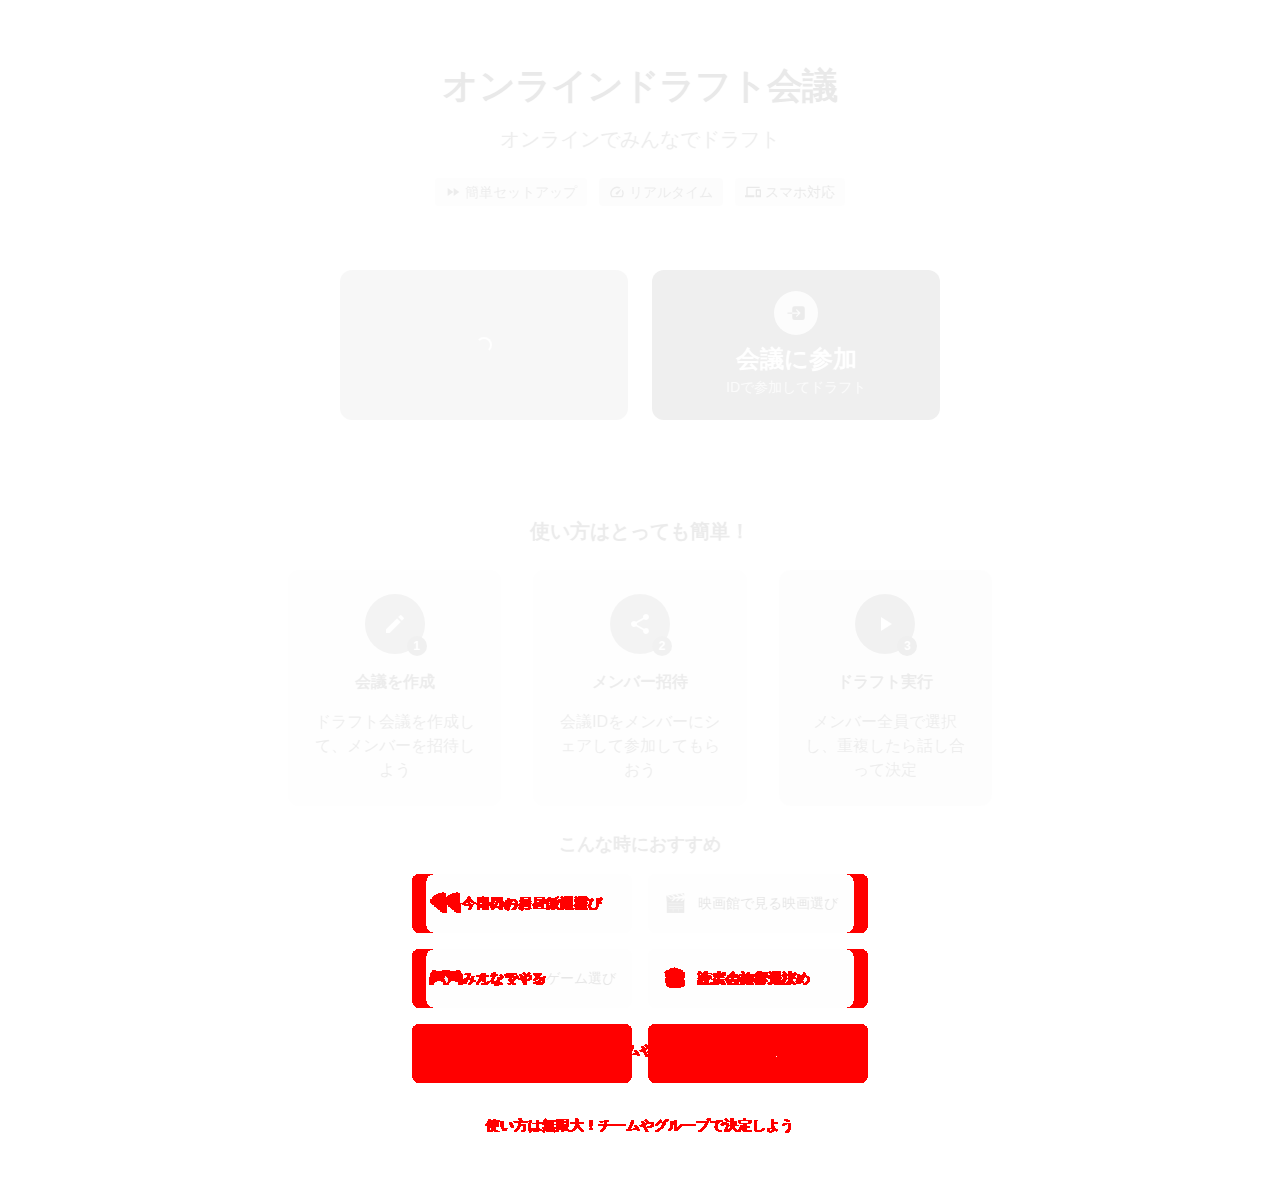 オンラインドラフト会議
オンラインでみんなでドラフト
簡単セットアップ リアルタイム スマホ対応
会議に参加
IDで参加してドラフト
使い方はとっても簡単！
1
会議を作成
ドラフト会議を作成し
て、メンバーを招待し
よう
2
メンバー招待
会議IDをメンバーにシ
ェアして参加してもら
おう
3
ドラフト実行
メンバー全員で選択
し、重複したら話し合
って決定
こんな時におすすめ
映画館で見る映画選び
みんなでやる
ゲーム選び
使い方は無限大！チームやグループで決定しよう